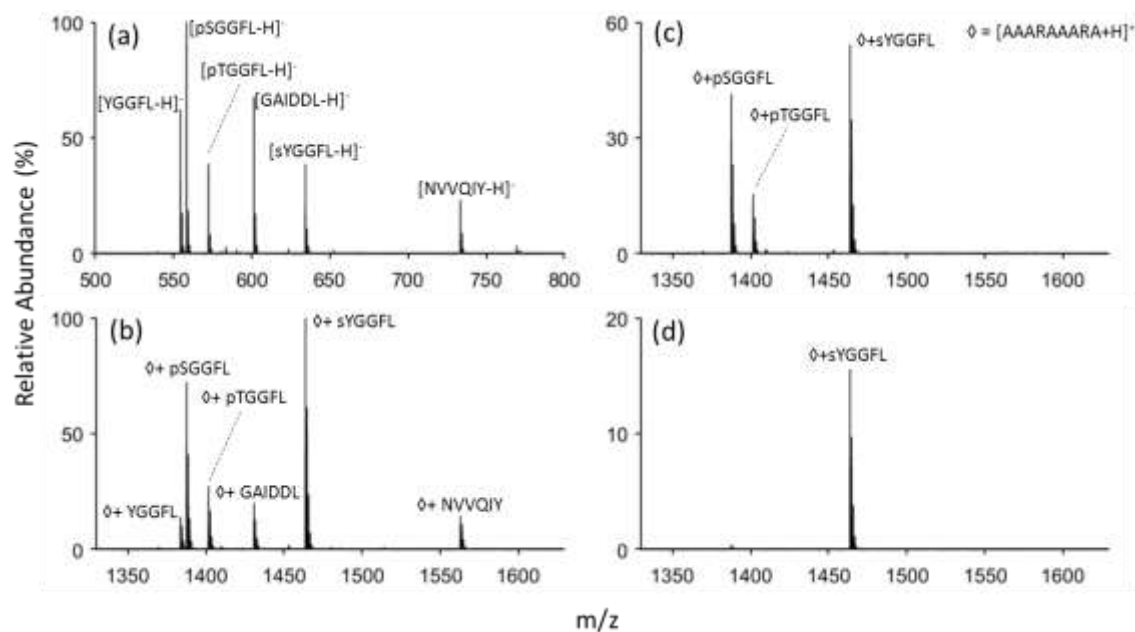 Relative Abundance (%)
(a)
100
50
0
[YGGFL-H]⁻
[pSGGFL-H]⁻
[pTGGFL-H]⁻
[GAIDDL-H]⁻
[sYGGFL-H]⁻
[NVVQIY-H]⁻
500 550 600 650 700 750 800
(c)
60
30
0
◊ = [AAARAAARA+H]⁺
◊+sYGGFL
◊+pSGGFL
◊+pTGGFL
1350 1400 1450 1500 1550 1600
(b)
100
50
0
◊+ sYGGFL
◊+ pSGGFL
◊+ pTGGFL
◊+ GAIDDL
◊+ YGGFL
◊+ NVVQIY
1350 1400 1450 1500 1550 1600
(d)
20
10
0
◊+sYGGFL
1350 1400 1450 1500 1550 1600
m/z